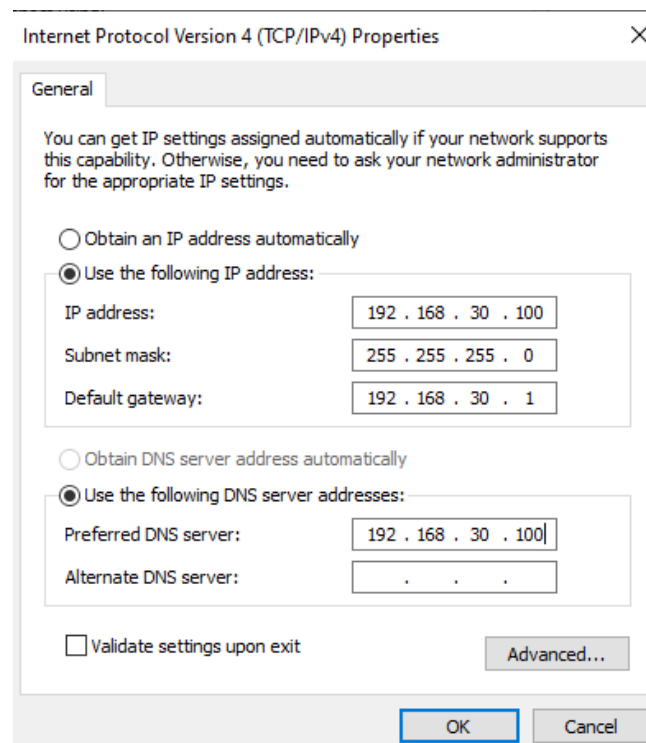 Internet Protocol Version 4 (TCP/IPv4) Properties
General
You can get IP settings assigned automatically if your network supports
this capability. Otherwise, you need to ask your network administrator
for the appropriate IP settings.
Obtain an IP address automatically
Use the following IP address:
IP address: 192 . 168 . 30 . 100
Subnet mask: 255 . 255 . 255 . 0
Default gateway: 192 . 168 . 30 . 1
Obtain DNS server address automatically
Use the following DNS server addresses:
Preferred DNS server: 192 . 168 . 30 . 100
Alternate DNS server: . . .
Validate settings upon exit
Advanced...
OK Cancel